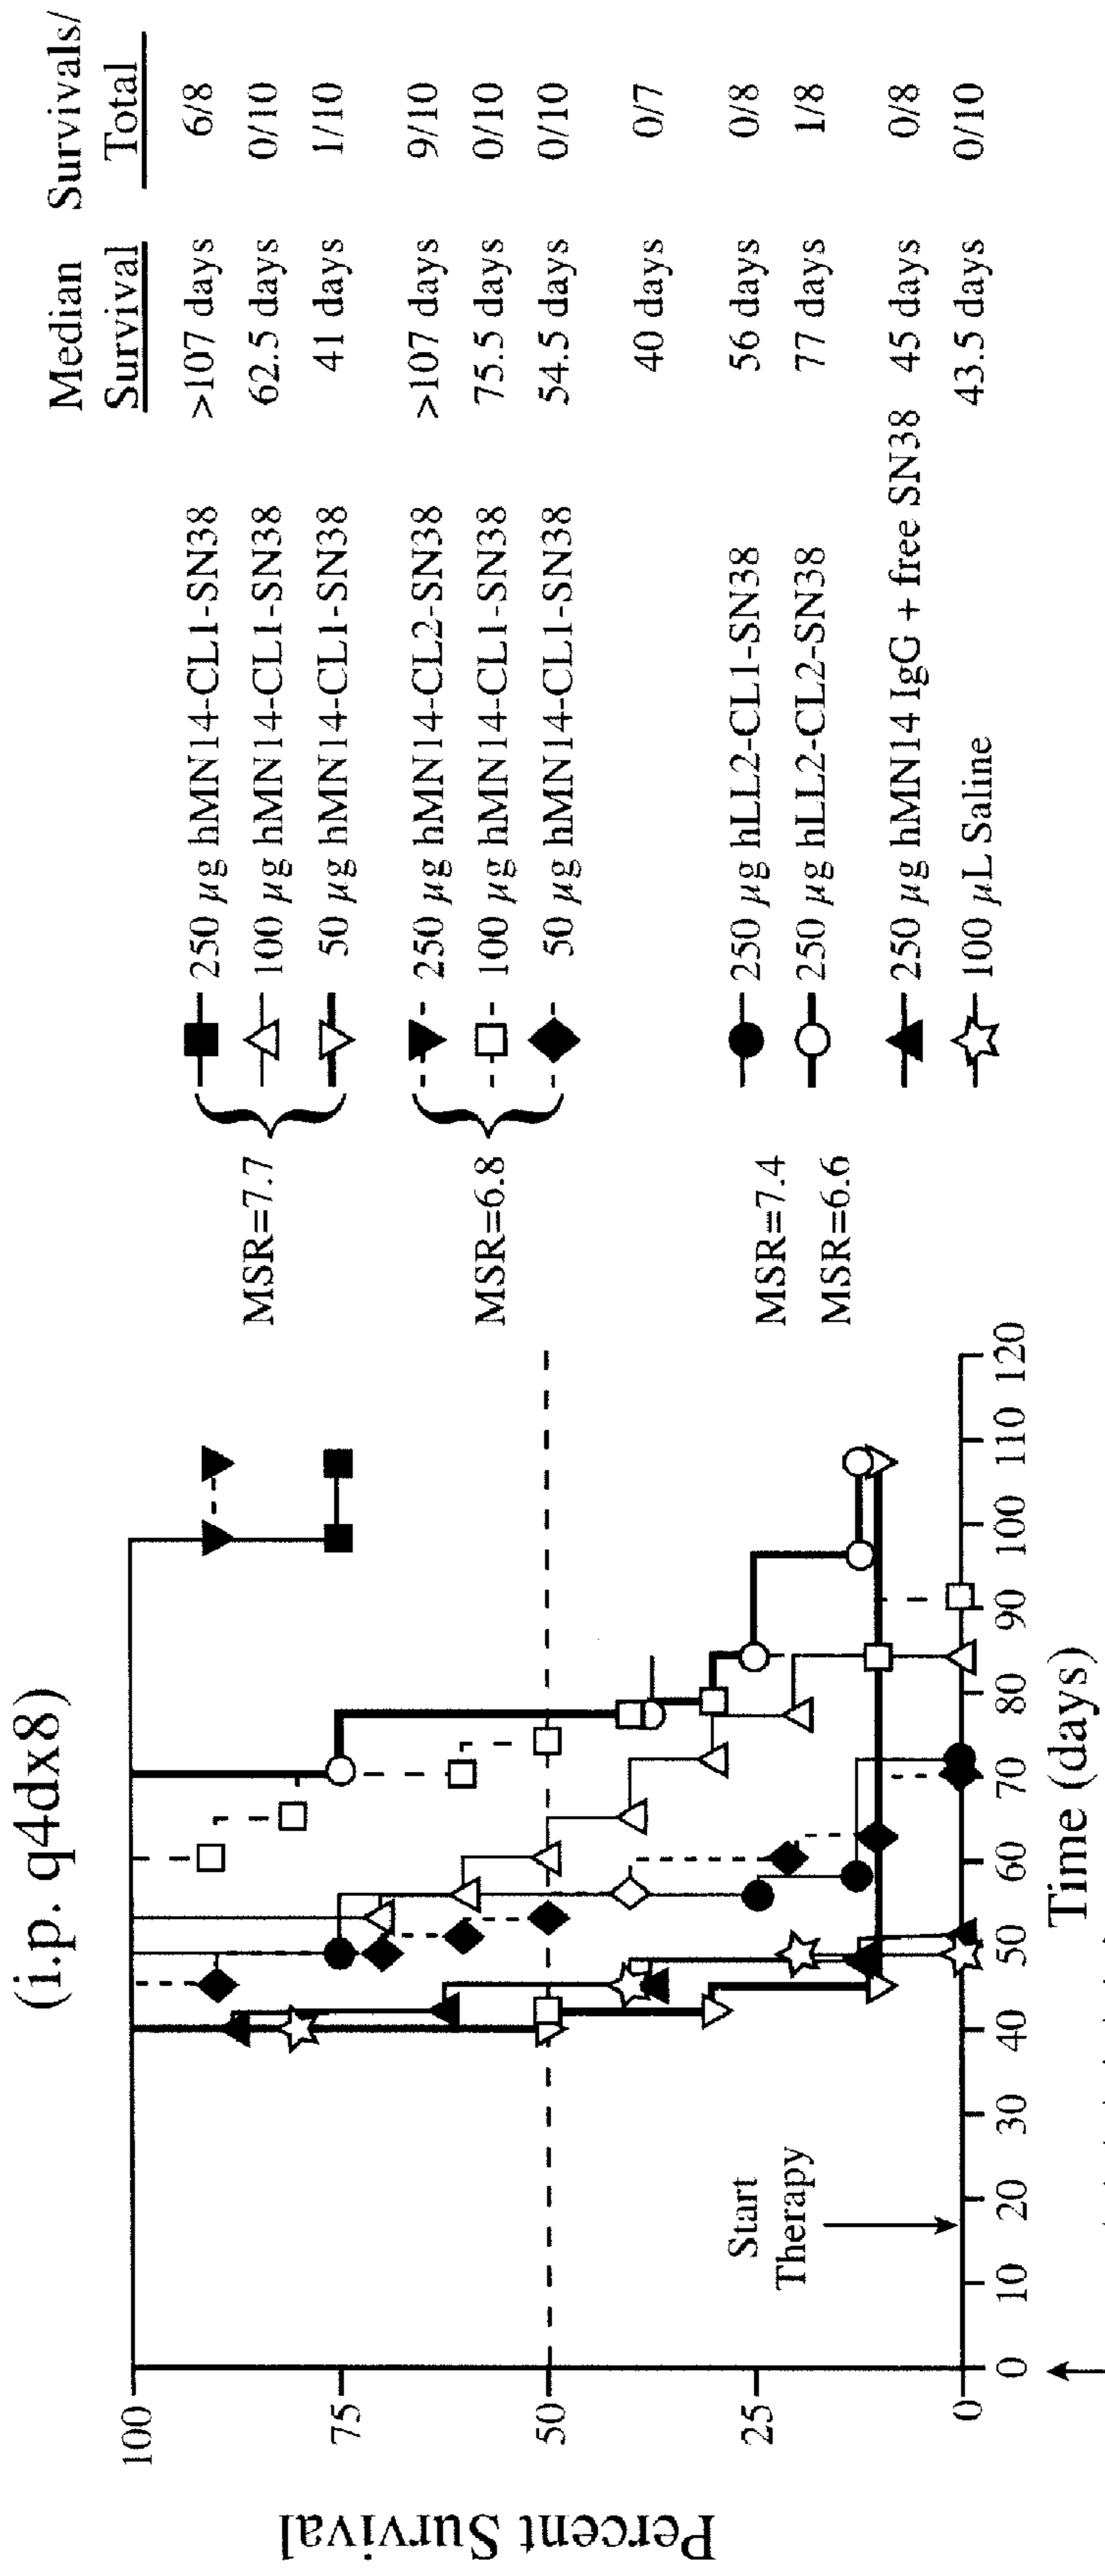 (i.p. q4dx8)
Percent Survival
100
75
50
25
0
0 10 20 30 40 50 60 70 80 90 100 110 120
Time (days)
Start
Therapy
Median Survivals/
Survival Total
MSR=7.7
250 µg hMN14-CL1-SN38 >107 days 6/8
100 µg hMN14-CL1-SN38 62.5 days 0/10
50 µg hMN14-CL1-SN38 41 days 1/10
MSR=6.8
250 µg hMN14-CL2-SN38 >107 days 9/10
100 µg hMN14-CL1-SN38 75.5 days 0/10
50 µg hMN14-CL1-SN38 54.5 days 0/10
40 days 0/7
MSR=7.4 250 µg hLL2-CL1-SN38 56 days 0/8
MSR=6.6 250 µg hLL2-CL2-SN38 77 days 1/8
250 µg hMN14 IgG + free SN38 45 days 0/8
100 µL Saline 43.5 days 0/10